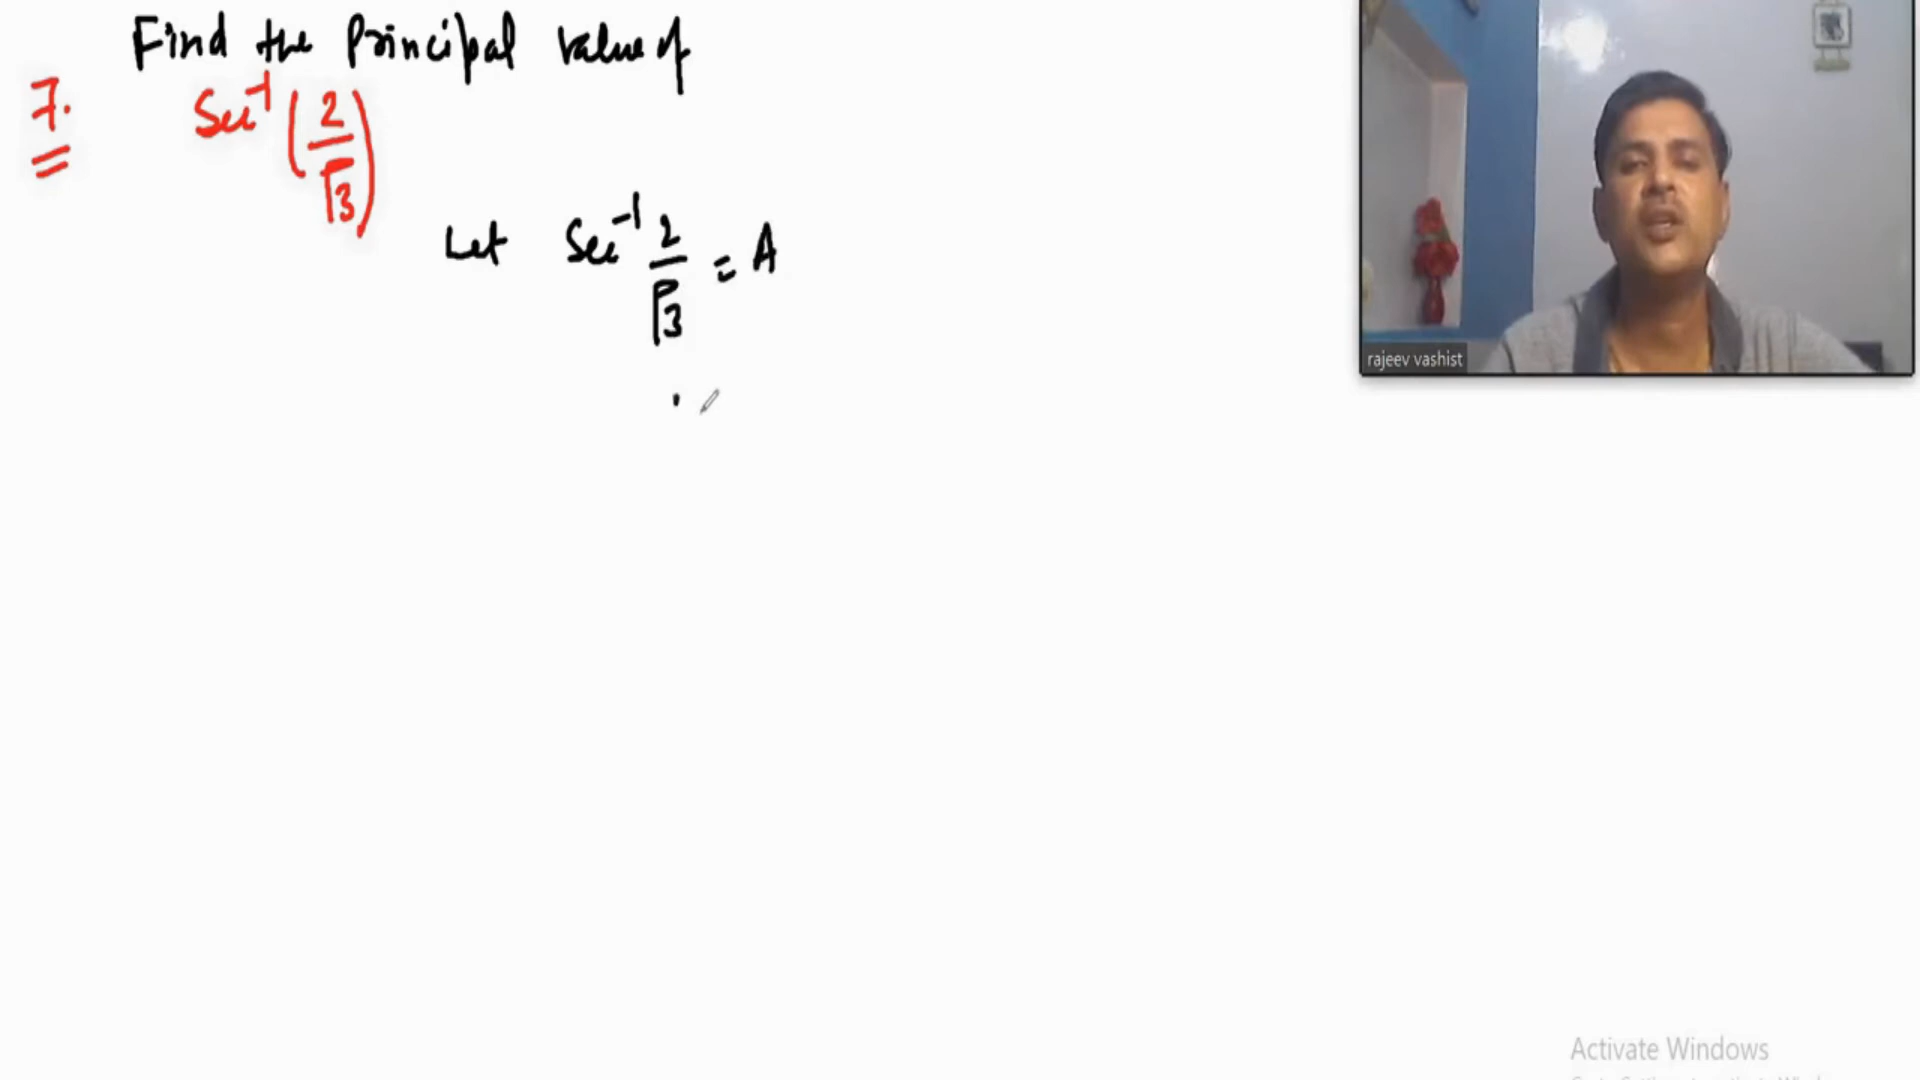 Find the Principal value of
7. Sec⁻¹ (2/√3)
Let Sec⁻¹ 2/√3 = A
rajeev vashist
Activate Windows